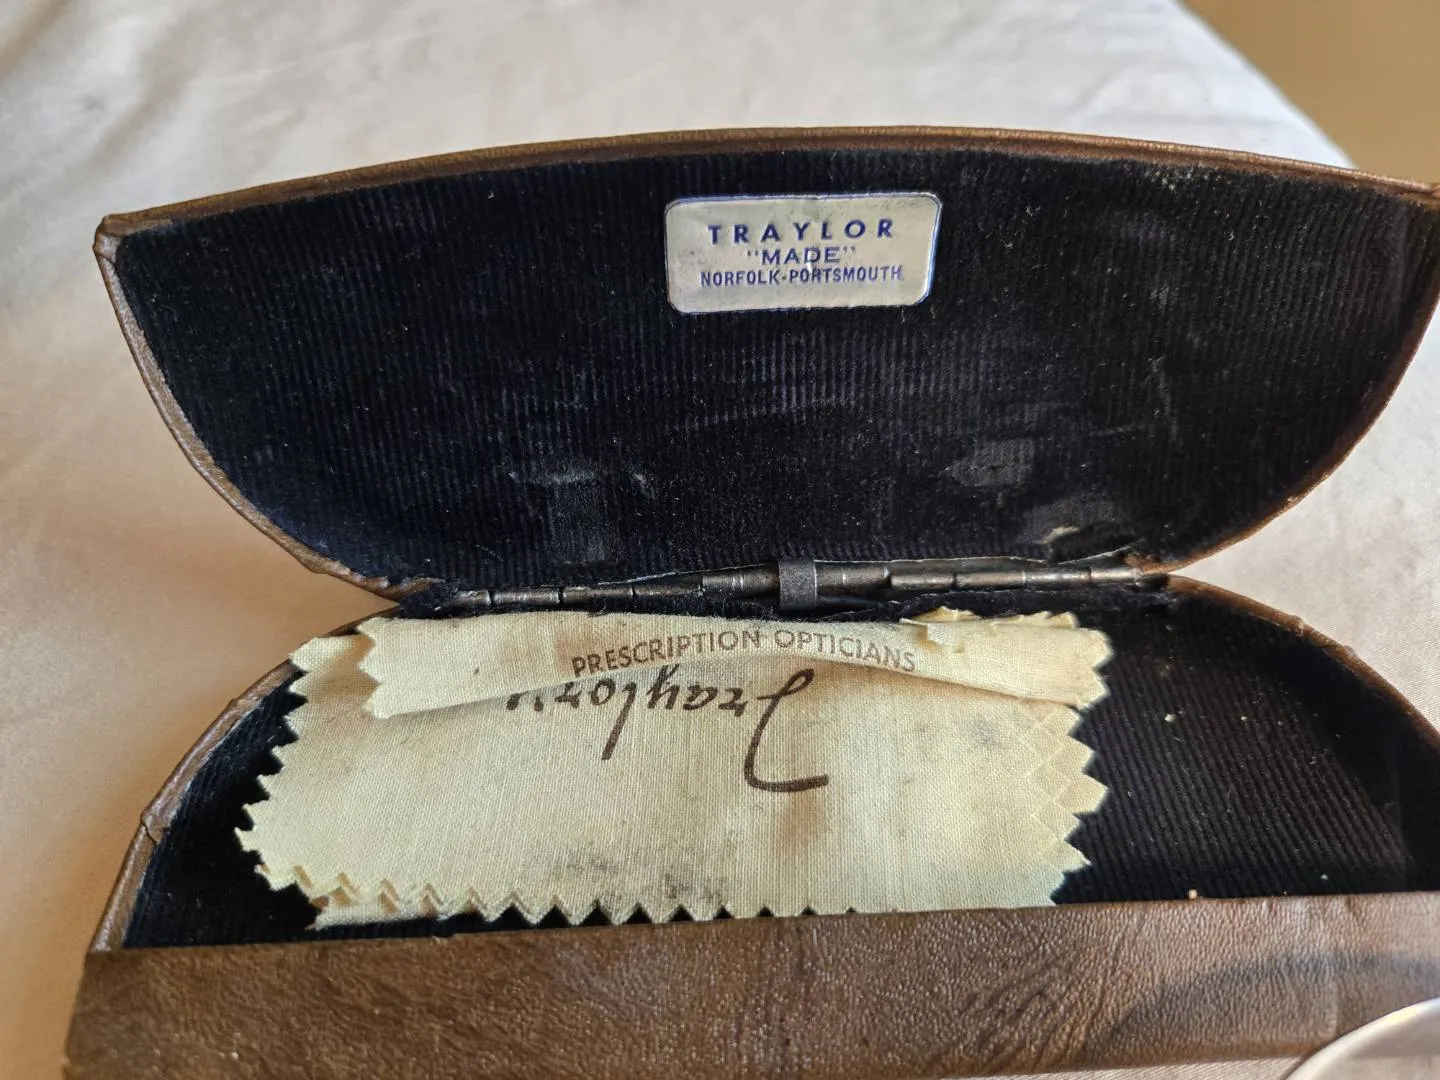 TRAYLOR
"MADE"
NORFOLK-PORTSMOUTH
PRESCRIPTION OPTICIANS